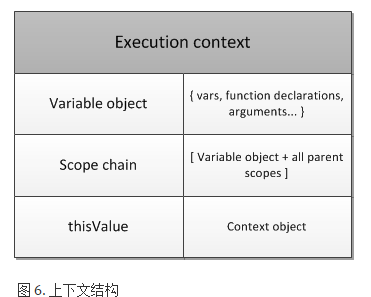 Execution context
Variable object
{ vars, function declarations,
arguments... }
Scope chain
[ Variable object + all parent
scopes ]
thisValue
Context object
图 6. 上下文结构